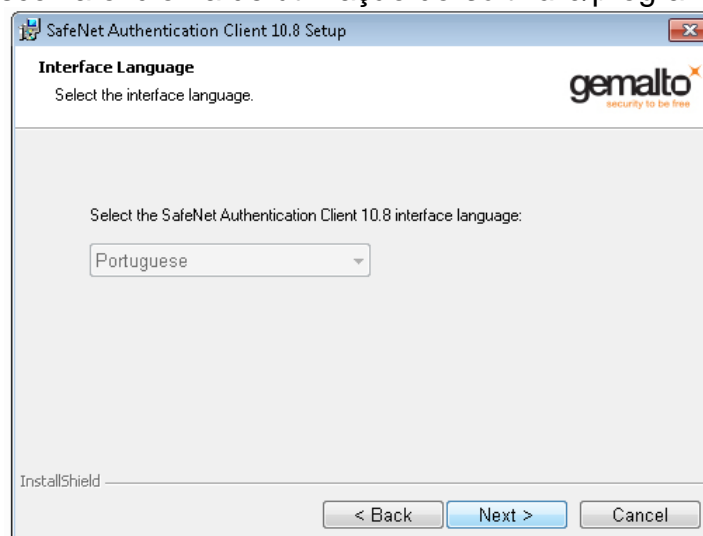 SafeNet Authentication Client 10.8 Setup
Interface Language
Select the interface language.
gemalto
security to be free
Select the SafeNet Authentication Client 10.8 interface language:
Portuguese
InstallShield
< Back
Next >
Cancel